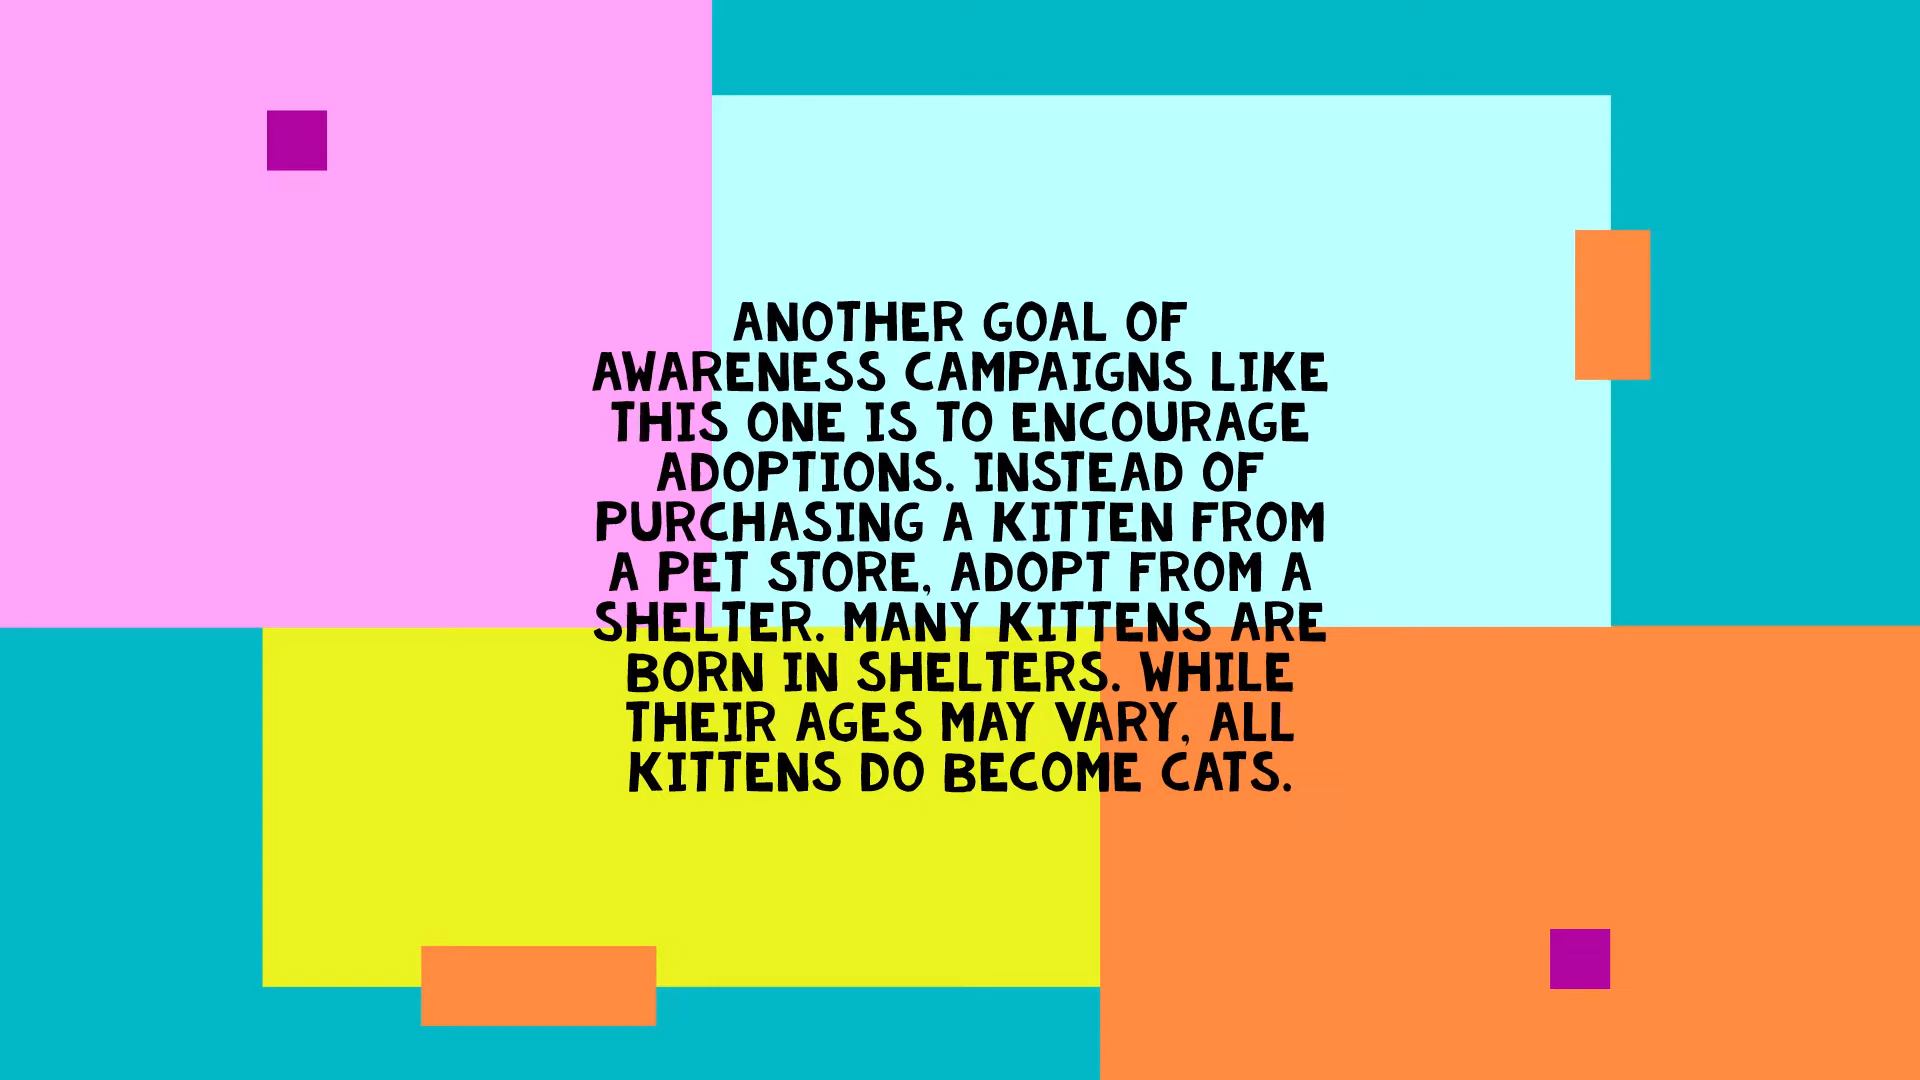 ANOTHER GOAL OF
AWARENESS CAMPAIGNS LIKE
THIS ONE IS TO ENCOURAGE
ADOPTIONS. INSTEAD OF
PURCHASING A KITTEN FROM
A PET STORE, ADOPT FROM A
SHELTER. MANY KITTENS ARE
BORN IN SHELTERS. WHILE
THEIR AGES MAY VARY, ALL
KITTENS DO BECOME CATS.